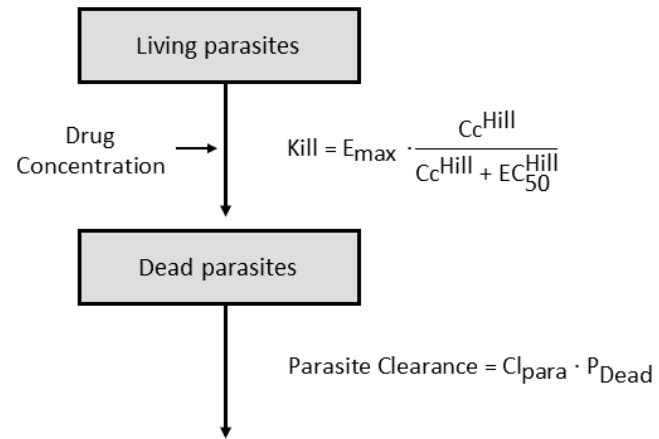 Living parasites
Drug
Concentration
Kill = Emax · Cc^Hill / (Cc^Hill + EC50^Hill)
Dead parasites
Parasite Clearance = Clpara · PDead